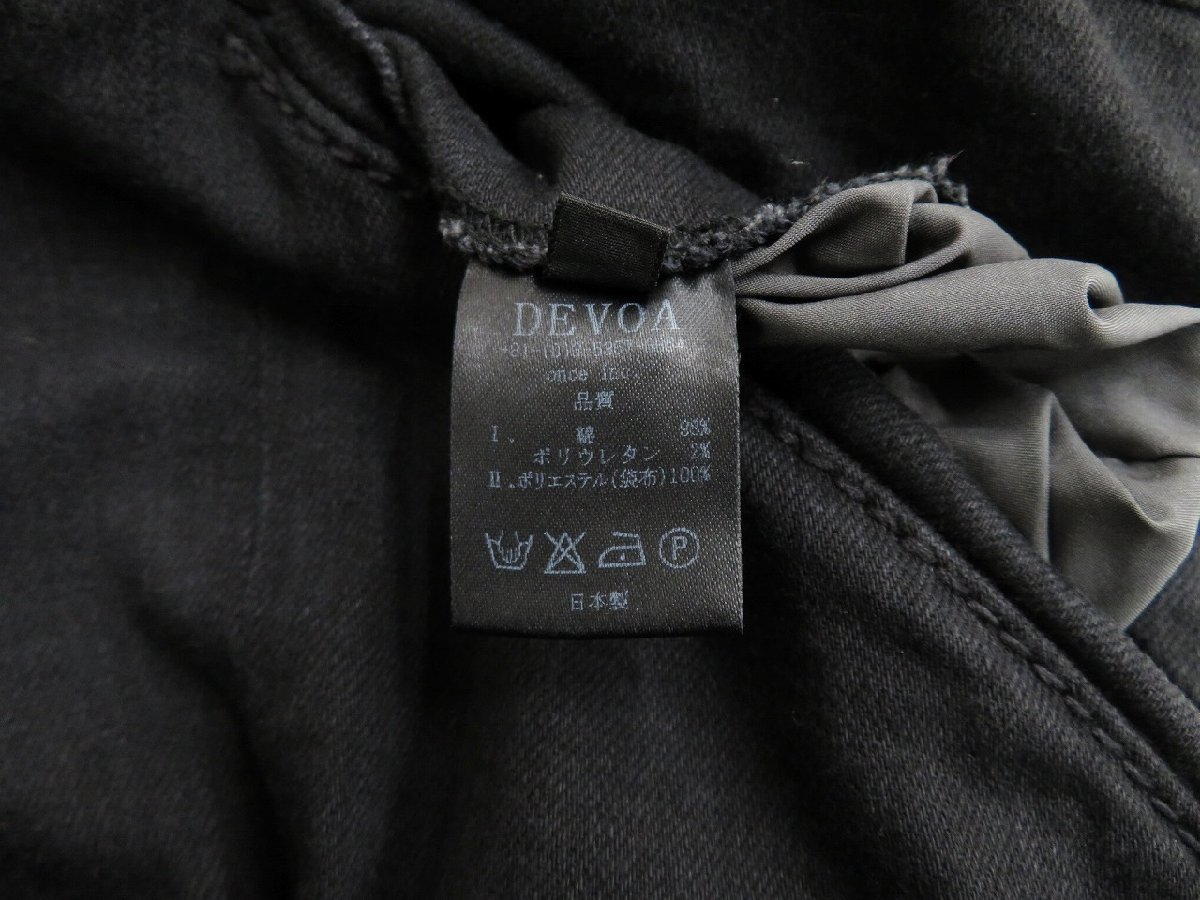 DEVOA
once inc.
品質
I. 綿 98%
ポリウレタン 2%
II.ポリエステル(袋布)100%
P
日本製